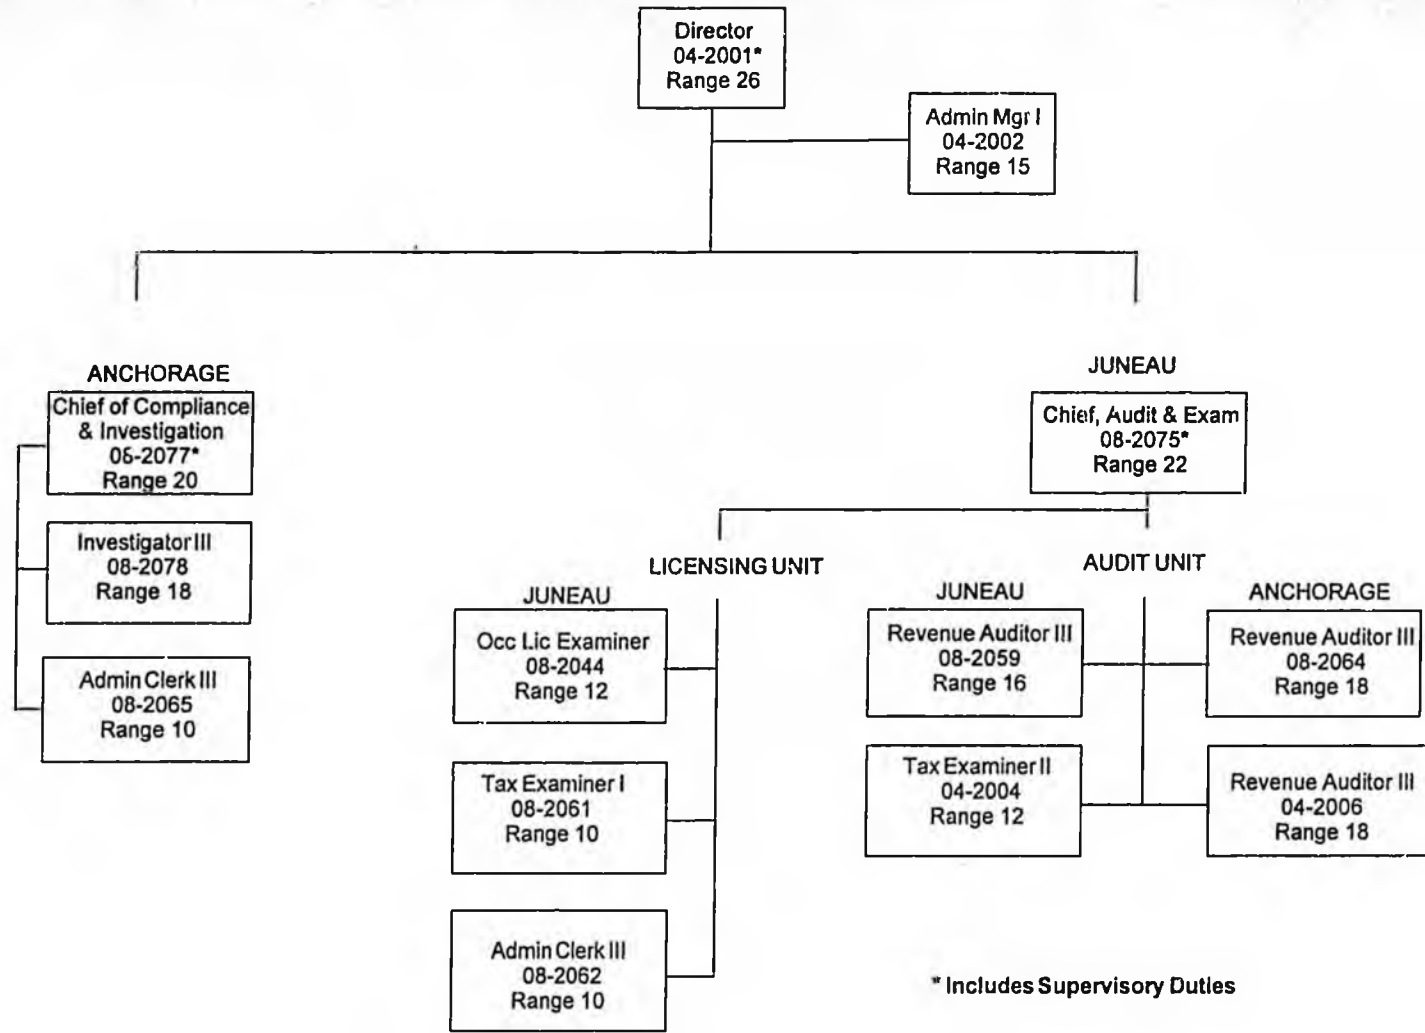 Director
04-2001*
Range 26
Admin Mgr I
04-2002
Range 15
ANCHORAGE
Chief of Compliance
& Investigation
08-2077*
Range 20
Investigator III
08-2078
Range 18
Admin Clerk III
08-2065
Range 10
JUNEAU
Chief, Audit & Exam
08-2075*
Range 22
LICENSING UNIT
JUNEAU
Occ Lic Examiner
08-2044
Range 12
Tax Examiner I
08-2061
Range 10
Admin Clerk III
08-2062
Range 10
AUDIT UNIT
JUNEAU
Revenue Auditor III
08-2059
Range 16
Tax Examiner II
04-2004
Range 12
ANCHORAGE
Revenue Auditor III
08-2064
Range 18
Revenue Auditor III
04-2006
Range 18
* Includes Supervisory Duties